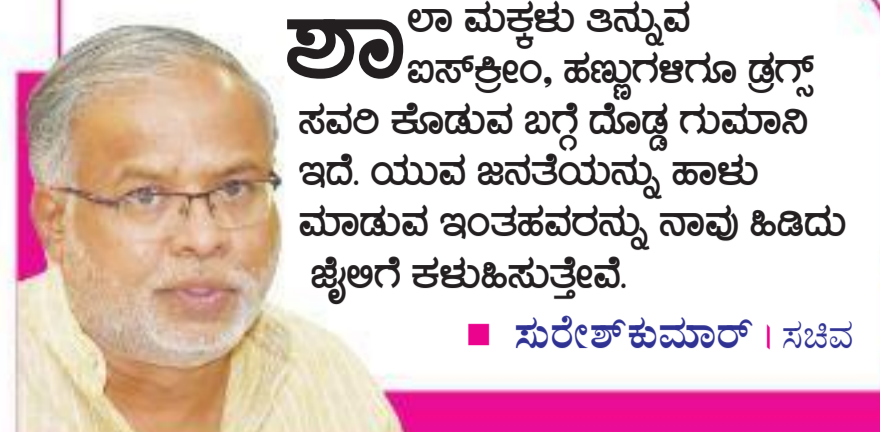 ಶಾಲಾ ಮಕ್ಕಳು ತಿನ್ನುವ
ಐಸ್‌ಕ್ರೀಂ, ಹಣ್ಣುಗಳಿಗೂ ಡ್ರಗ್ಸ್
ಸವರಿ ಕೊಡುವ ಬಗ್ಗೆ ದೊಡ್ಡ ಗುಮಾನಿ
ಇದೆ. ಯುವ ಜನತೆಯನ್ನು ಹಾಳು
ಮಾಡುವ ಇಂತಹವರನ್ನು ನಾವು ಹಿಡಿದು
ಜೈಲಿಗೆ ಕಳುಹಿಸುತ್ತೇವೆ.
■ ಸುರೇಶ್‌ಕುಮಾರ್ | ಸಚಿವ